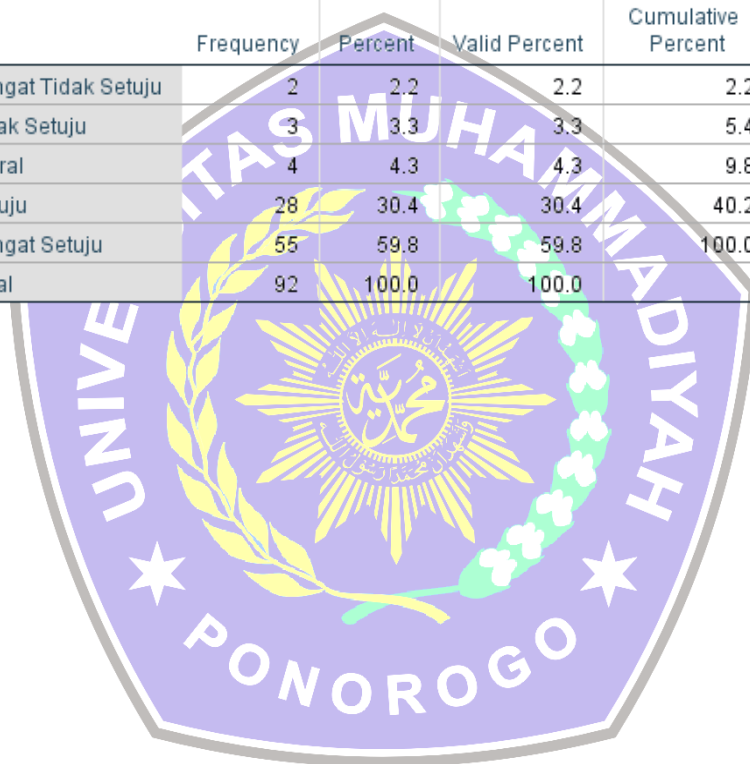 Frequency Percent Valid Percent Cumulative Percent
ngat Tidak Setuju 2 2.2 2.2 2.2
ak Setuju 3 3.3 3.3 5.4
ral 4 4.3 4.3 9.8
uju 28 30.4 30.4 40.2
ngat Setuju 55 59.8 59.8 100.0
al 92 100.0 100.0
UNIVE ITAS MUHAMMADIYAH
محمدية
PONOROGO